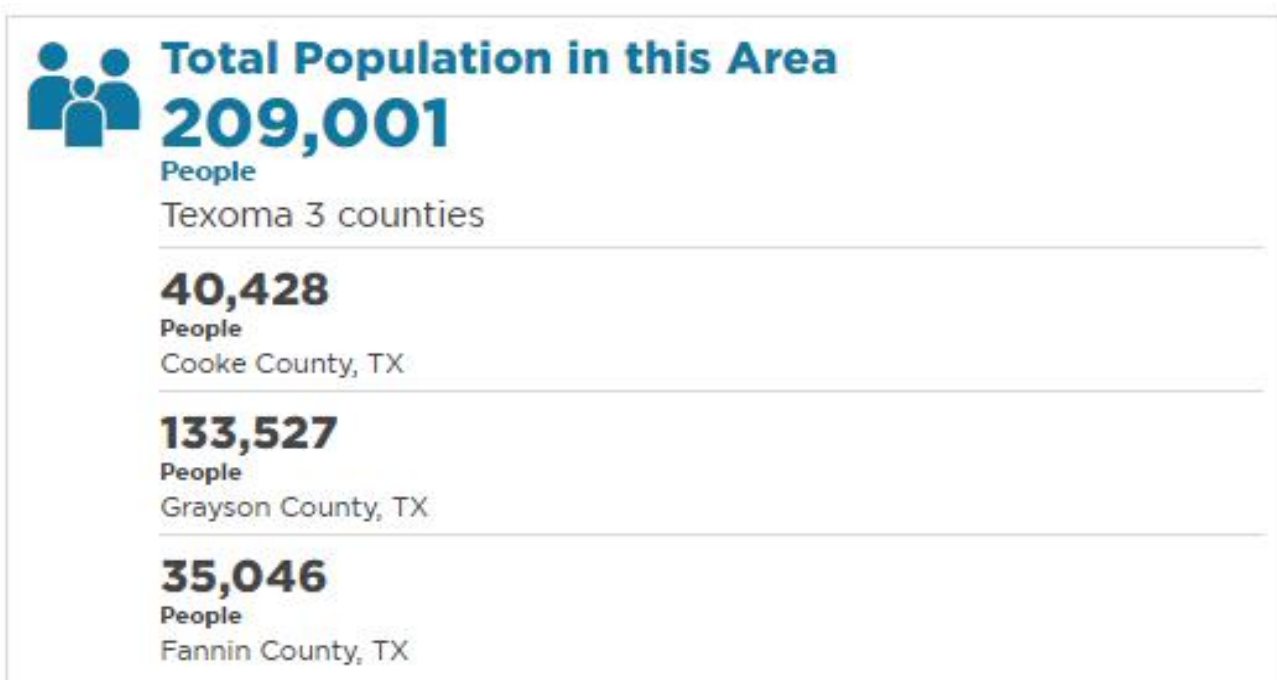 Total Population in this Area
209,001
People
Texoma 3 counties
40,428
People
Cooke County, TX
133,527
People
Grayson County, TX
35,046
People
Fannin County, TX